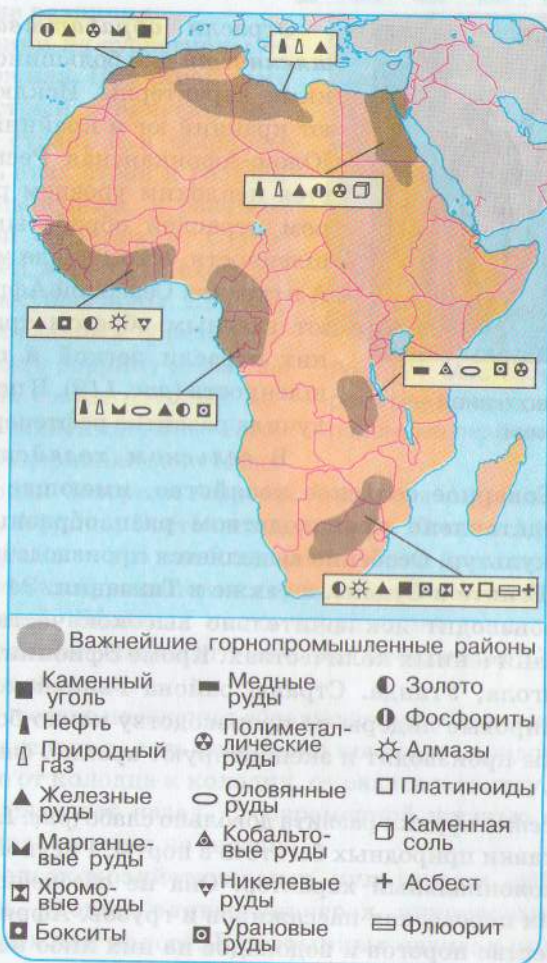 Важнейшие горнопромышленные районы
Каменный
уголь
Нефть
Природный
газ
Железные
руды
Марганце-
вые руды
Хромо-
вые руды
Бокситы
Медные
руды
Полиметал-
лические
руды
Оловянные
руды
Кобальто-
вые руды
Никелевые
руды
Урановые
руды
Золото
Фосфориты
Алмазы
Платиноиды
Каменная
соль
Асбест
Флюорит